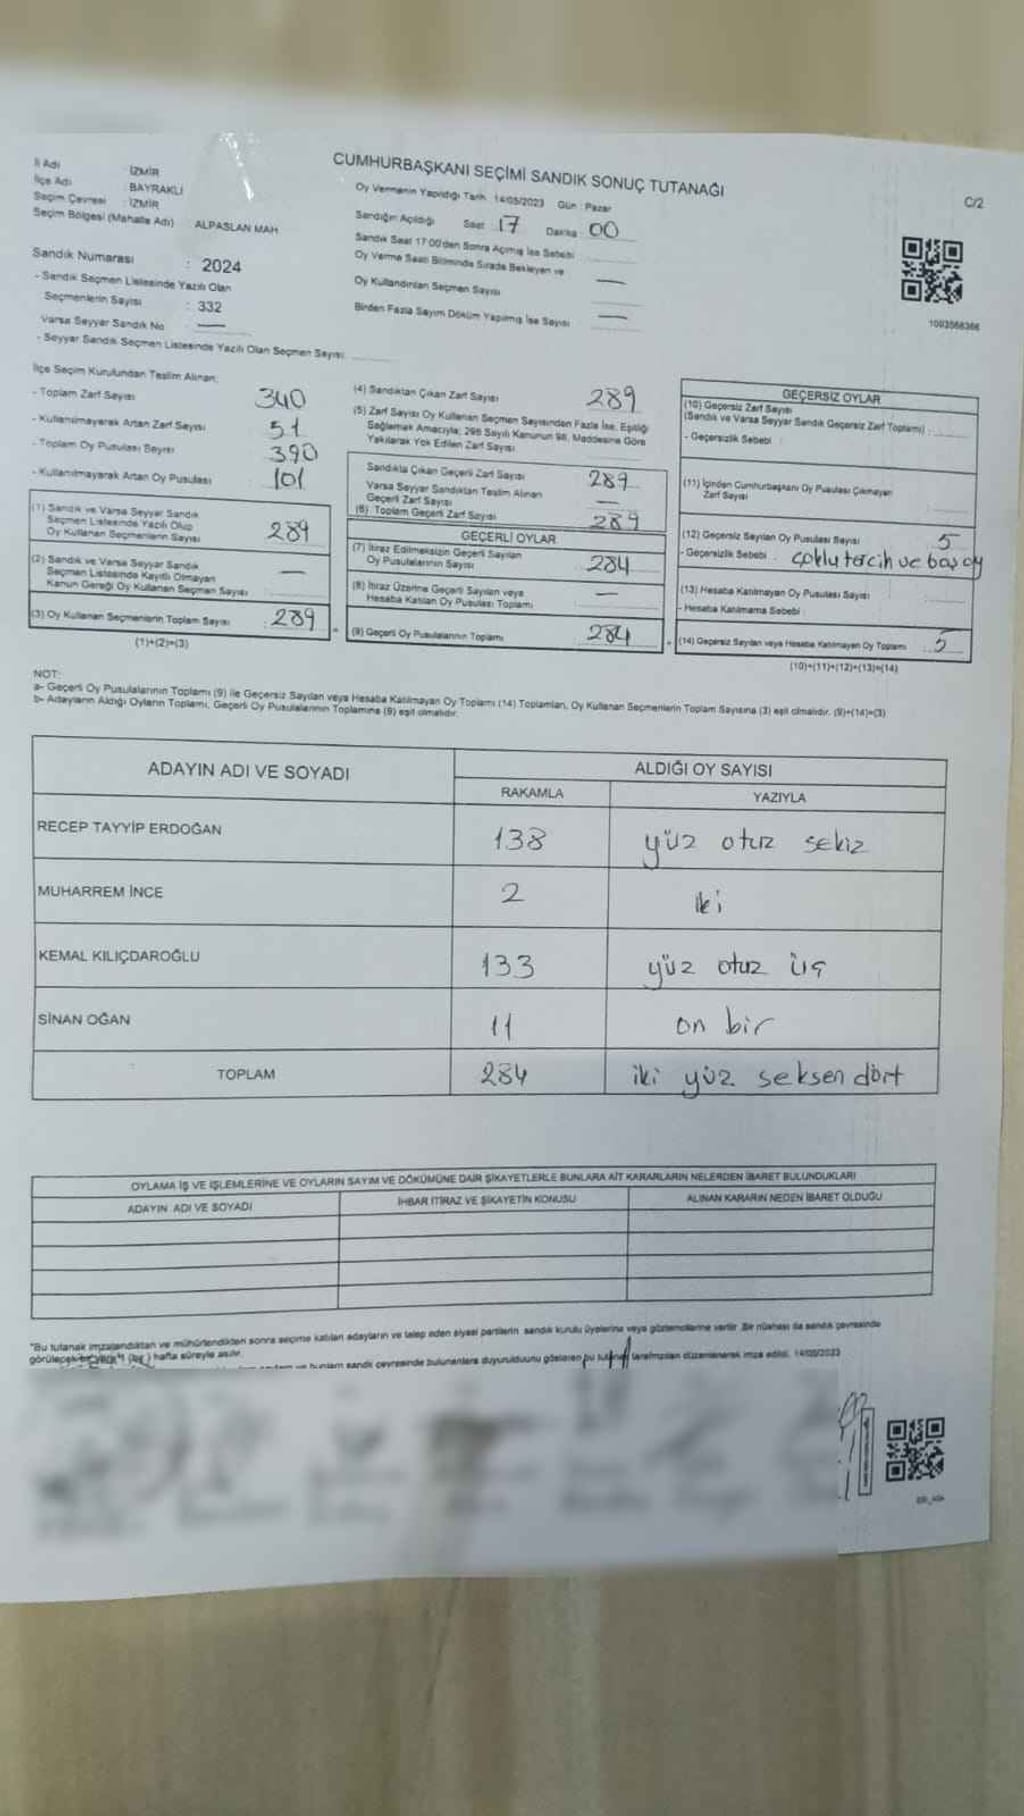 CUMHURBAŞKANI SEÇİMİ SANDIK SONUÇ TUTANAĞI
C/2
İl Adı İZMİR
İlçe Adı : BAYRAKLI
Seçim Çevresi : İZMİR
Seçim Bölgesi (Mahalle Adı) : ALPASLAN MAH
Oy Vermenin Yapıldığı Tarih 14/05/2023 Gün : Pazar
Sandığın Açıldığı Saat 17 Dakika 00
Sandık Saat 17:00'den Sonra Açılmış İse Sebebi
Oy Verme Saati Bitiminde Sırada Bekleyen ve
Oy Kullandırılan Seçmen Sayısı —
Birden Fazla Sayım Döküm Yapılmış İse Sayısı —
1003568366
Sandık Numarası : 2024
- Sandık Seçmen Listesinde Yazılı Olan
Seçmenlerin Sayısı : 332
Varsa Seyyar Sandık No : —
- Seyyar Sandık Seçmen Listesinde Yazılı Olan Seçmen Sayısı:
İlçe Seçim Kurulundan Teslim Alınan:
- Toplam Zarf Sayısı 340
- Kullanılmayarak Artan Zarf Sayısı 51
- Toplam Oy Pusulası Sayısı 390
- Kullanılmayarak Artan Oy Pusulası 101
(1) Sandık ve Varsa Seyyar Sandık
Seçmen Listesinde Yazılı Olup
Oy Kullanan Seçmenlerin Sayısı 289
(2) Sandık ve Varsa Seyyar Sandık
Seçmen Listesinde Kayıtlı Olmayan
Kanun Gereği Oy Kullanan Seçmen Sayısı —
(3) Oy Kullanan Seçmenlerin Toplam Sayısı : 289
(1)+(2)=(3)
(4) Sandıktan Çıkan Zarf Sayısı 289
(5) Zarf Sayısı Oy Kullanan Seçmen Sayısından Fazla İse, Eşitliği
Sağlamak Amacıyla; 298 Sayılı Kanunun 98. Maddesine Göre
Yakılarak Yok Edilen Zarf Sayısı
Sandıkta Çıkan Geçerli Zarf Sayısı 289
Varsa Seyyar Sandıktan Teslim Alınan
Geçerli Zarf Sayısı —
(6) Toplam Geçerli Zarf Sayısı 289
GEÇERLİ OYLAR
(7) İtiraz Edilmeksizin Geçerli Sayılan
Oy Pusulalarının Sayısı 284
(8) İtiraz Üzerine Geçerli Sayılan veya
Hesaba Katılan Oy Pusulası Toplamı —
(9) Geçerli Oy Pusulalarının Toplamı 284
GEÇERSİZ OYLAR
(10) Geçersiz Zarf Sayısı
(Sandık ve Varsa Seyyar Sandık Geçersiz Zarf Toplamı) :
- Geçersizlik Sebebi :
(11) İçinden Cumhurbaşkanı Oy Pusulası Çıkmayan
Zarf Sayısı
(12) Geçersiz Sayılan Oy Pusulası Sayısı 5
- Geçersizlik Sebebi : çoklu tercih ve boş oy
(13) Hesaba Katılmayan Oy Pusulası Sayısı
- Hesaba Katılmama Sebebi :
(14) Geçersiz Sayılan veya Hesaba Katılmayan Oy Toplamı 5
(10)+(11)+(12)+(13)=(14)
NOT:
a- Geçerli Oy Pusulalarının Toplamı (9) ile Geçersiz Sayılan veya Hesaba Katılmayan Oy Toplamı (14) Toplamları, Oy Kullanan Seçmenlerin Toplam Sayısına (3) eşit olmalıdır. (9)+(14)=(3)
b- Adayların Aldığı Oyların Toplamı, Geçerli Oy Pusulalarının Toplamına (9) eşit olmalıdır.
ADAYIN ADI VE SOYADI ALDIĞI OY SAYISI
RAKAMLA YAZIYLA
RECEP TAYYİP ERDOĞAN 138 yüz otuz sekiz
MUHARREM İNCE 2 iki
KEMAL KILIÇDAROĞLU 133 yüz otuz üç
SİNAN OĞAN 11 on bir
TOPLAM 284 iki yüz seksen dört
OYLAMA İŞ VE İŞLEMLERİNE VE OYLARIN SAYIM VE DÖKÜMÜNE DAİR ŞİKAYETLERLE BUNLARA AİT KARARLARIN NELERDEN İBARET BULUNDUKLARI
ADAYIN ADI VE SOYADI İHBAR İTİRAZ VE ŞİKAYETİN KONUSU ALINAN KARARIN NEDEN İBARET OLDUĞU
"Bu tutanak imzalandıktan ve mühürlendikten sonra seçime katılan adayların ve talep eden siyasi partilerin sandık kurulu üyelerine veya gözlemcilerine verilir. Bir nüshası da sandık çevresinde
görülecek bir yere 1 (bir) hafta süreyle asılır.
sandık çevresinde bulunanlara duyurulduğunu gösteren bu tutanak tarafımızdan düzenlenerek imza edildi. 14/05/2023